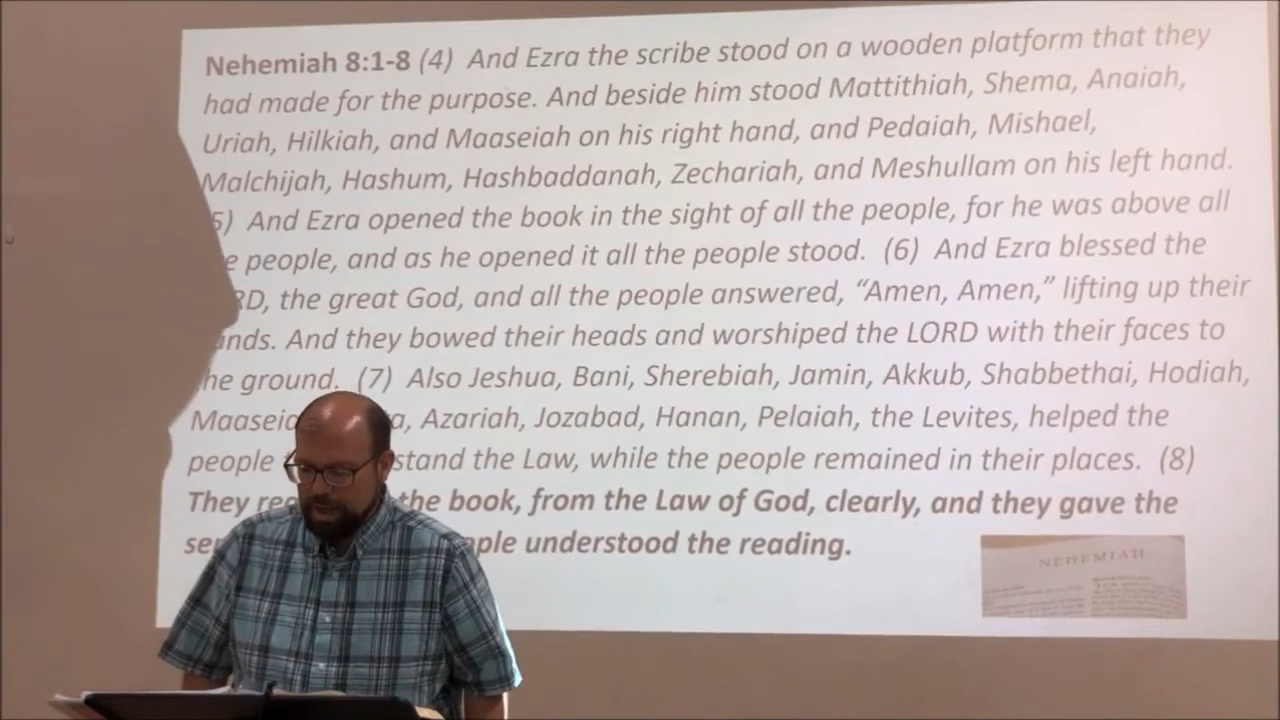 Nehemiah 8:1-8 (4) And Ezra the scribe stood on a wooden platform that they
had made for the purpose. And beside him stood Mattithiah, Shema, Anaiah,
Uriah, Hilkiah, and Maaseiah on his right hand, and Pedaiah, Mishael,
Malchijah, Hashum, Hashbaddanah, Zechariah, and Meshullam on his left hand.
5) And Ezra opened the book in the sight of all the people, for he was above all
people, and as he opened it all the people stood. (6) And Ezra blessed the
RD, the great God, and all the people answered, “Amen, Amen,” lifting up their
ands. And they bowed their heads and worshiped the LORD with their faces to
he ground. (7) Also Jeshua, Bani, Sherebiah, Jamin, Akkub, Shabbethai, Hodiah,
Maaseia a, Azariah, Jozabad, Hanan, Pelaiah, the Levites, helped the
people stand the Law, while the people remained in their places. (8)
They re the book, from the Law of God, clearly, and they gave the
se ple understood the reading.
NEHEMIAH